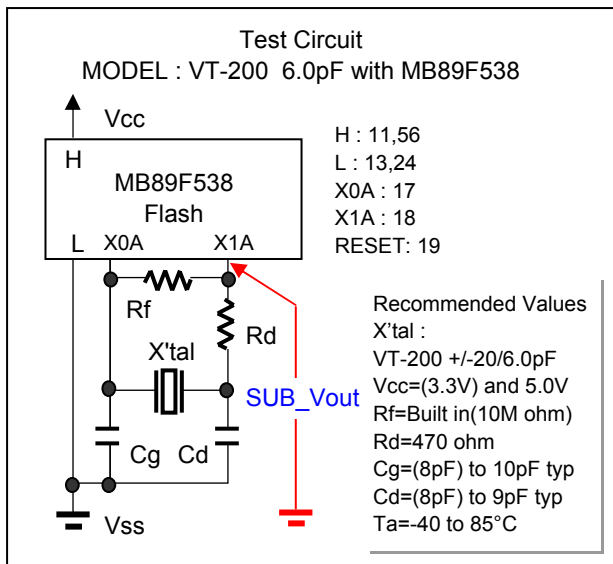 Test Circuit
MODEL : VT-200 6.0pF with MB89F538
Vcc
H
MB89F538
Flash
L X0A X1A
H : 11,56
L : 13,24
X0A : 17
X1A : 18
RESET: 19
Rf
Rd
X'tal
SUB_Vout
Cg Cd
Vss
Recommended Values
X’tal :
VT-200 +/-20/6.0pF
Vcc=(3.3V) and 5.0V
Rf=Built in(10M ohm)
Rd=470 ohm
Cg=(8pF) to 10pF typ
Cd=(8pF) to 9pF typ
Ta=-40 to 85°C